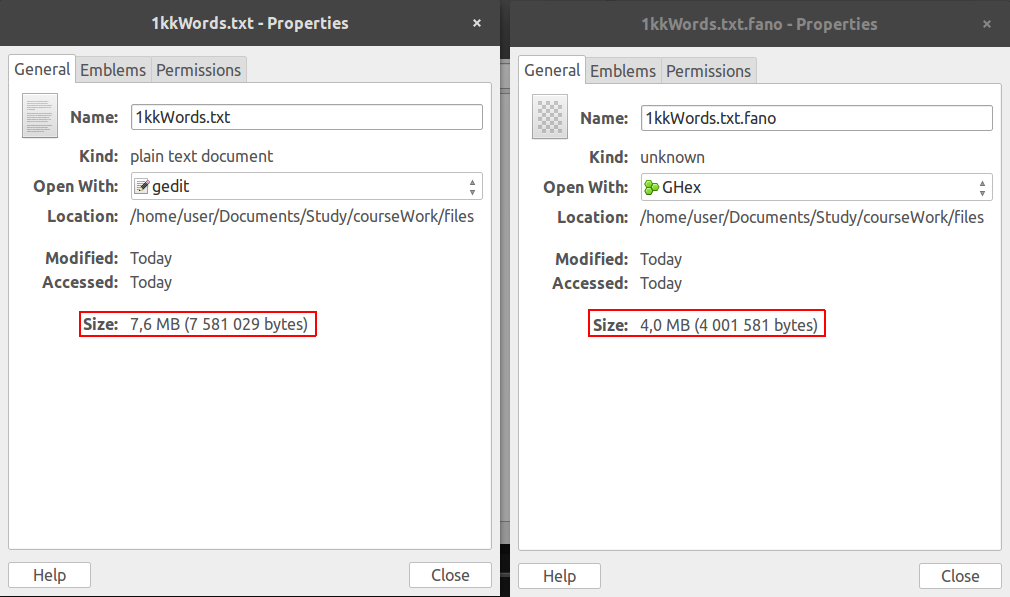 1kkWords.txt - Properties
×
General Emblems Permissions
Name: 1kkWords.txt
Kind: plain text document
Open With: gedit
Location: /home/user/Documents/Study/courseWork/files
Modified: Today
Accessed: Today
Size: 7,6 MB (7 581 029 bytes)
Help Close
1kkWords.txt.fano - Properties
×
General Emblems Permissions
Name: 1kkWords.txt.fano
Kind: unknown
Open With: GHex
Location: /home/user/Documents/Study/courseWork/files
Modified: Today
Accessed: Today
Size: 4,0 MB (4 001 581 bytes)
Help Close